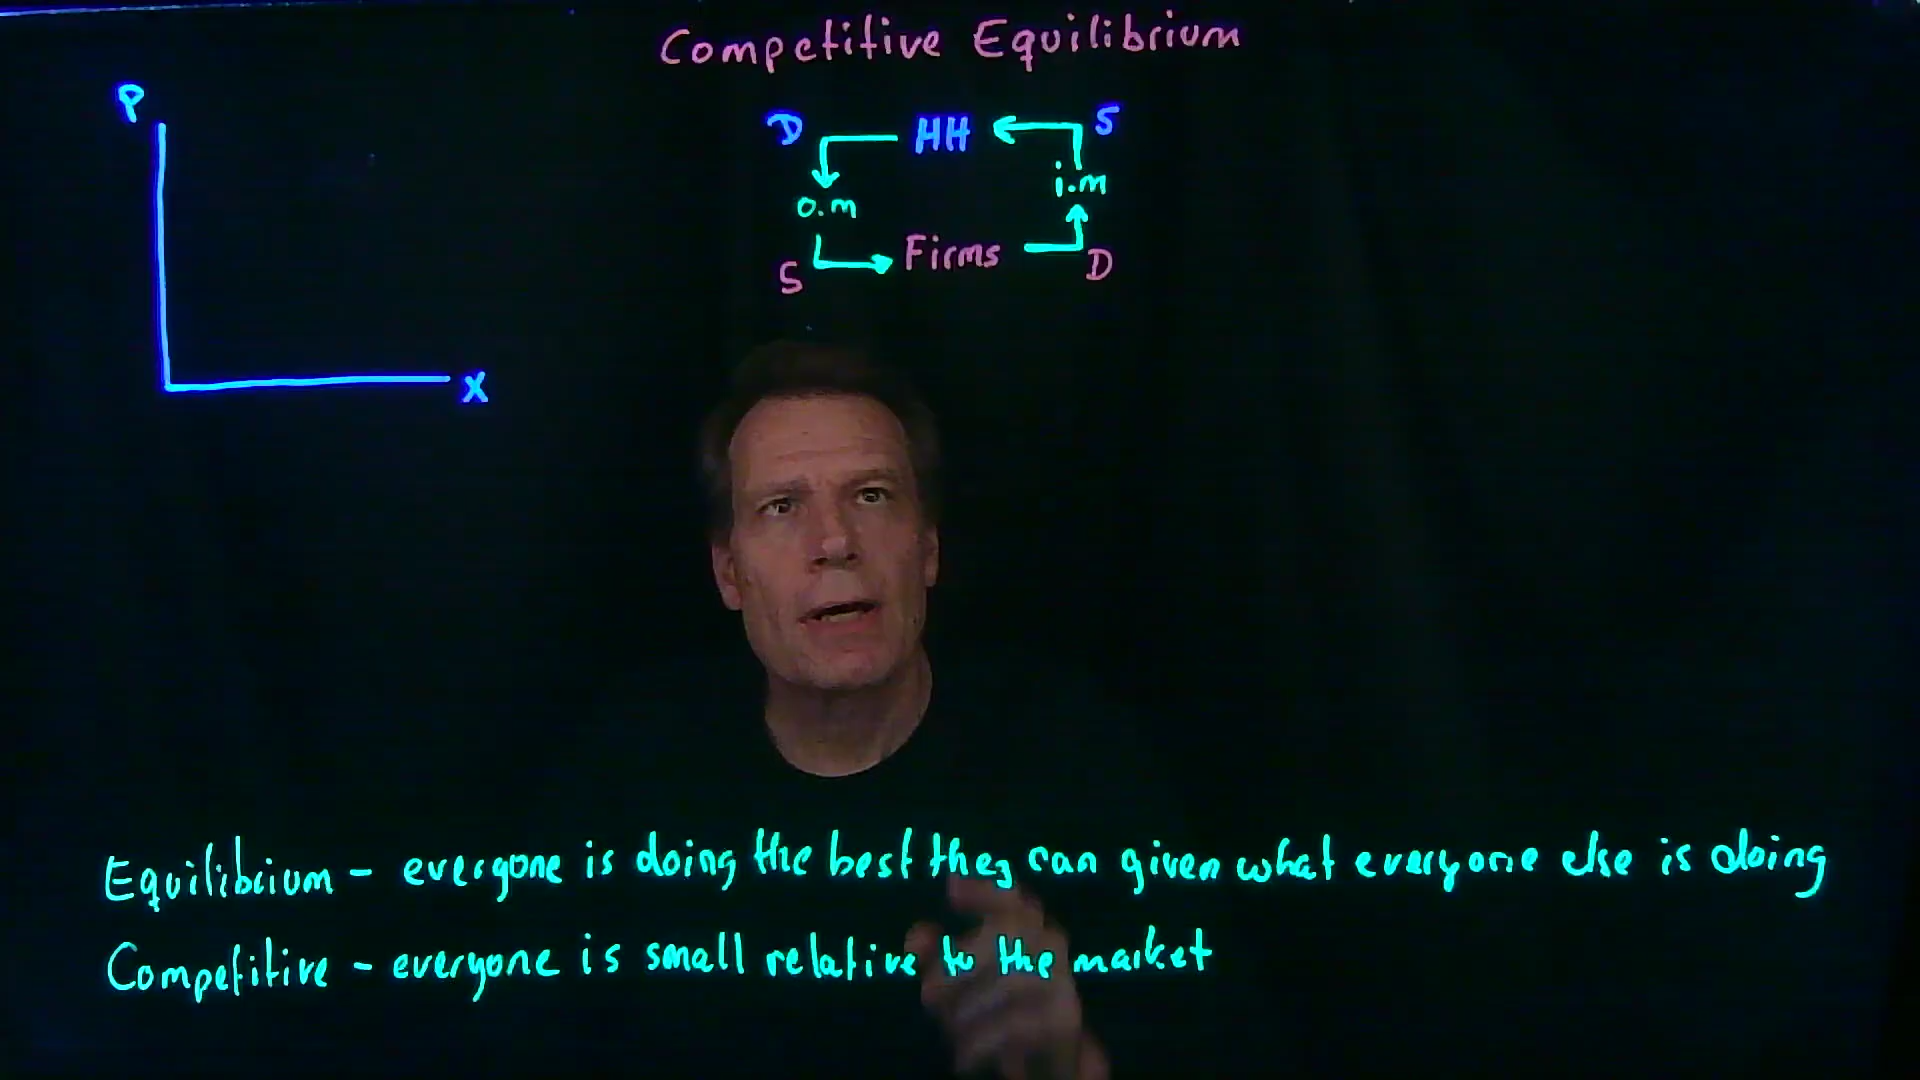 Competitive Equilibrium
P
D HH S
i.m
o.m
S Firms D
X
Equilibrium - everyone is doing the best they can given what everyone else is doing
Competitive - everyone is small relative to the market